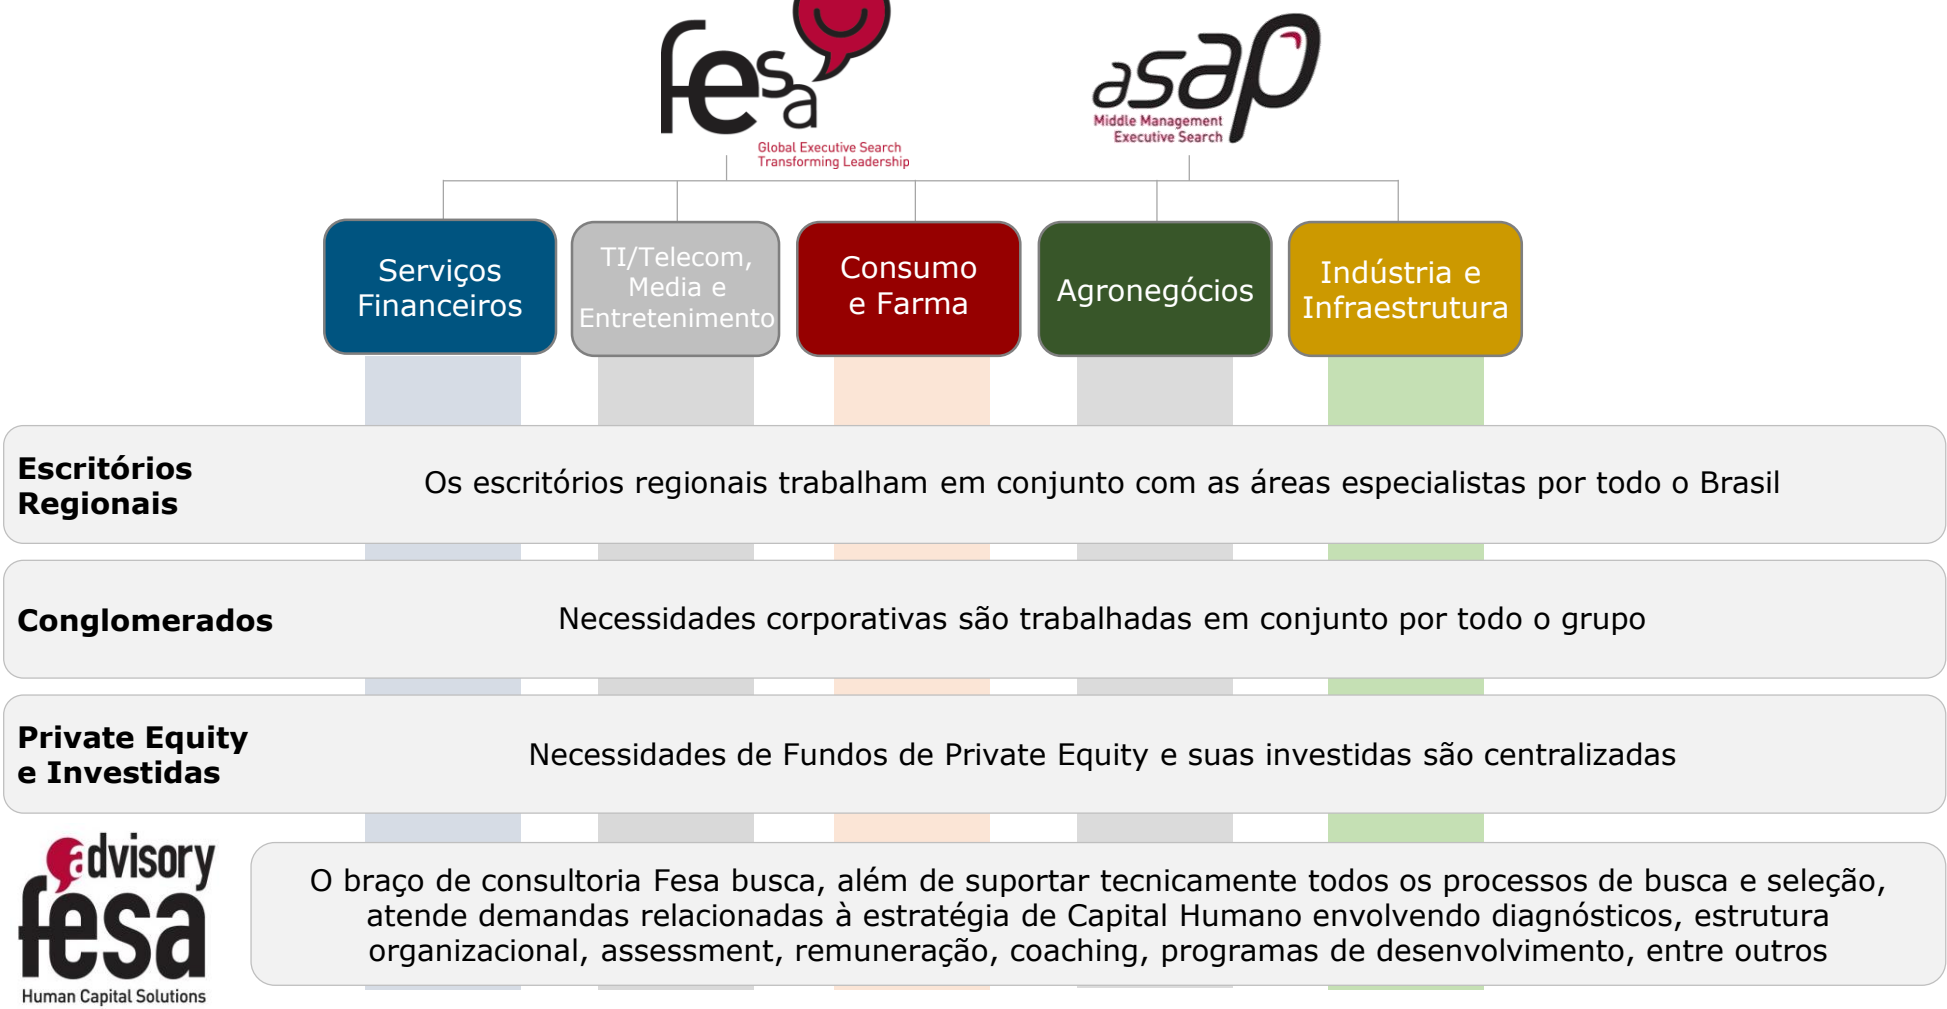 fesa
Global Executive Search
Transforming Leadership
asap
Middle Management
Executive Search
Serviços
Financeiros
TI/Telecom,
Media e
Entretenimento
Consumo
e Farma
Agronegócios
Indústria e
Infraestrutura
Escritórios
Regionais
Os escritórios regionais trabalham em conjunto com as áreas especialistas por todo o Brasil
Conglomerados
Necessidades corporativas são trabalhadas em conjunto por todo o grupo
Private Equity
e Investidas
Necessidades de Fundos de Private Equity e suas investidas são centralizadas
advisory
fesa
Human Capital Solutions
O braço de consultoria Fesa busca, além de suportar tecnicamente todos os processos de busca e seleção,
atende demandas relacionadas à estratégia de Capital Humano envolvendo diagnósticos, estrutura
organizacional, assessment, remuneração, coaching, programas de desenvolvimento, entre outros